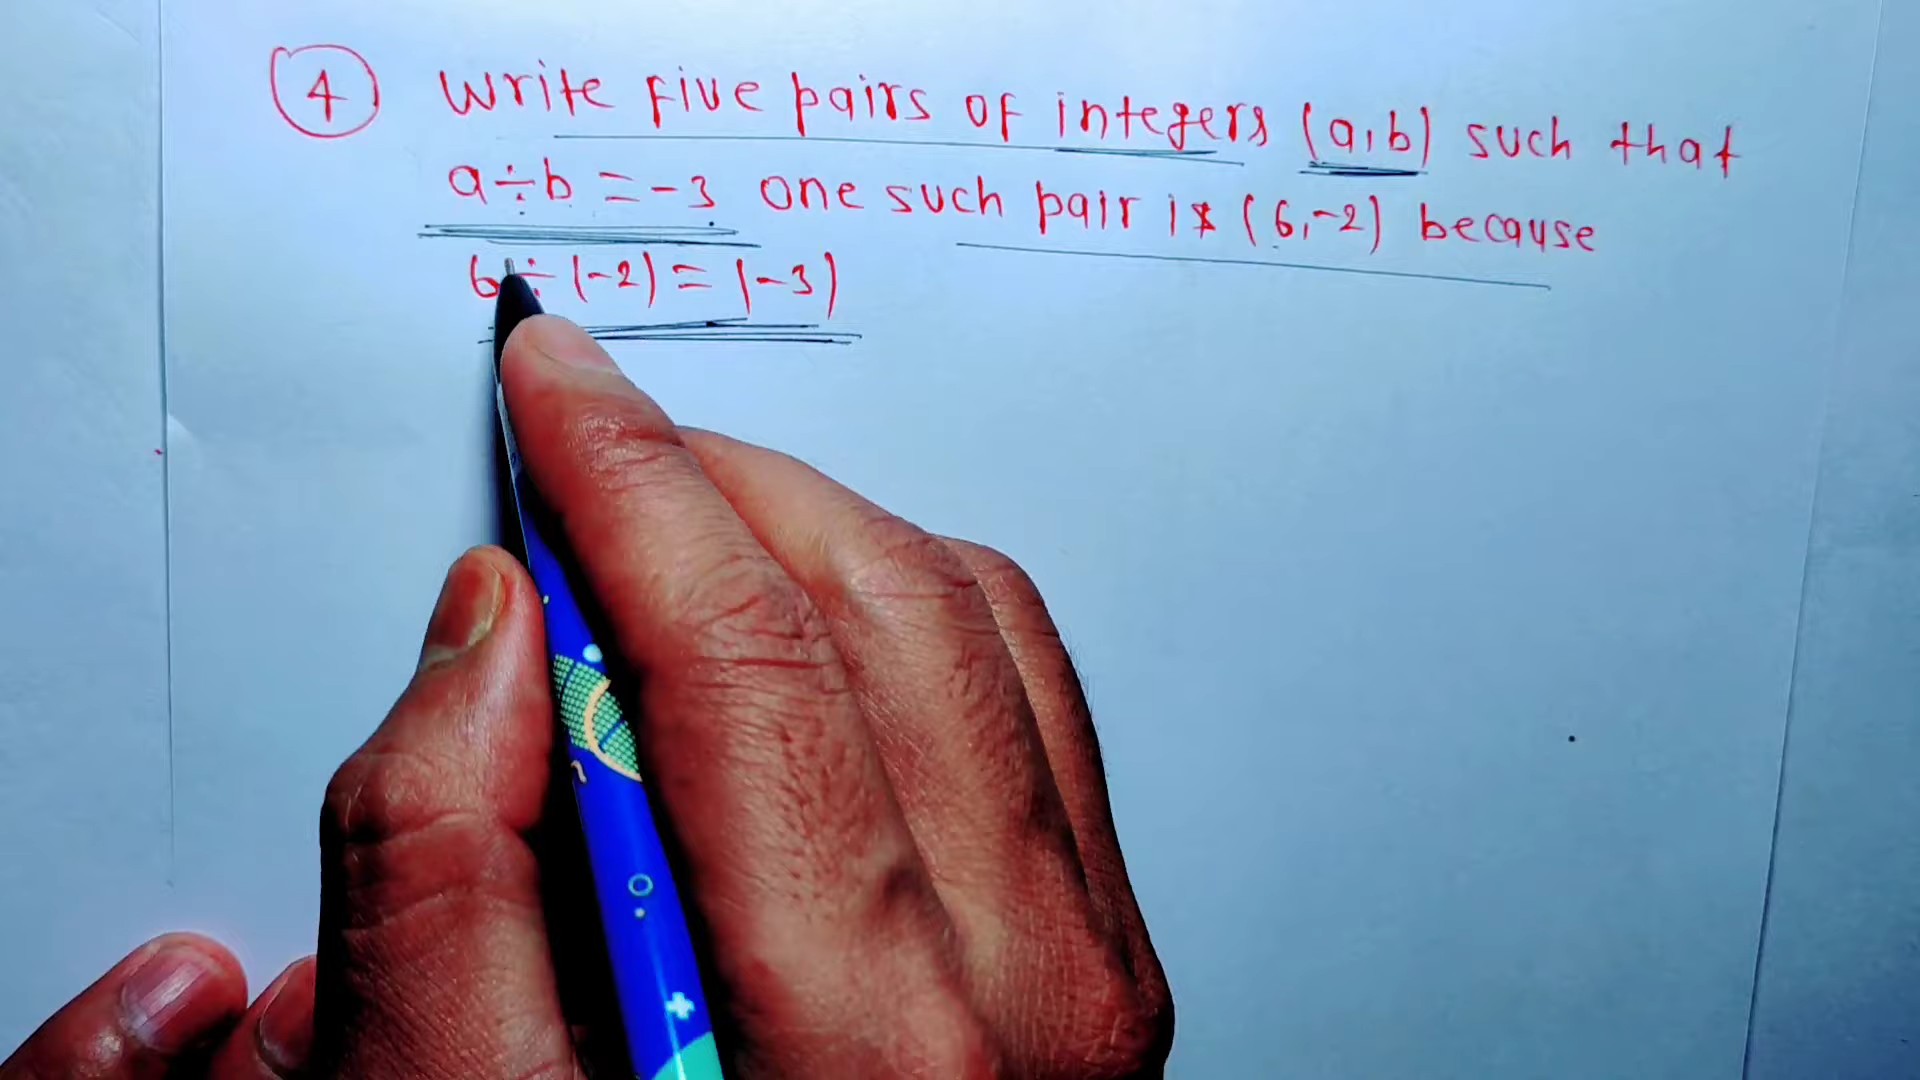 4 Write five pairs of integers (a, b) such that
a ÷ b = -3 one such pair is (6, -2) because
6 ÷ (-2) = (-3)